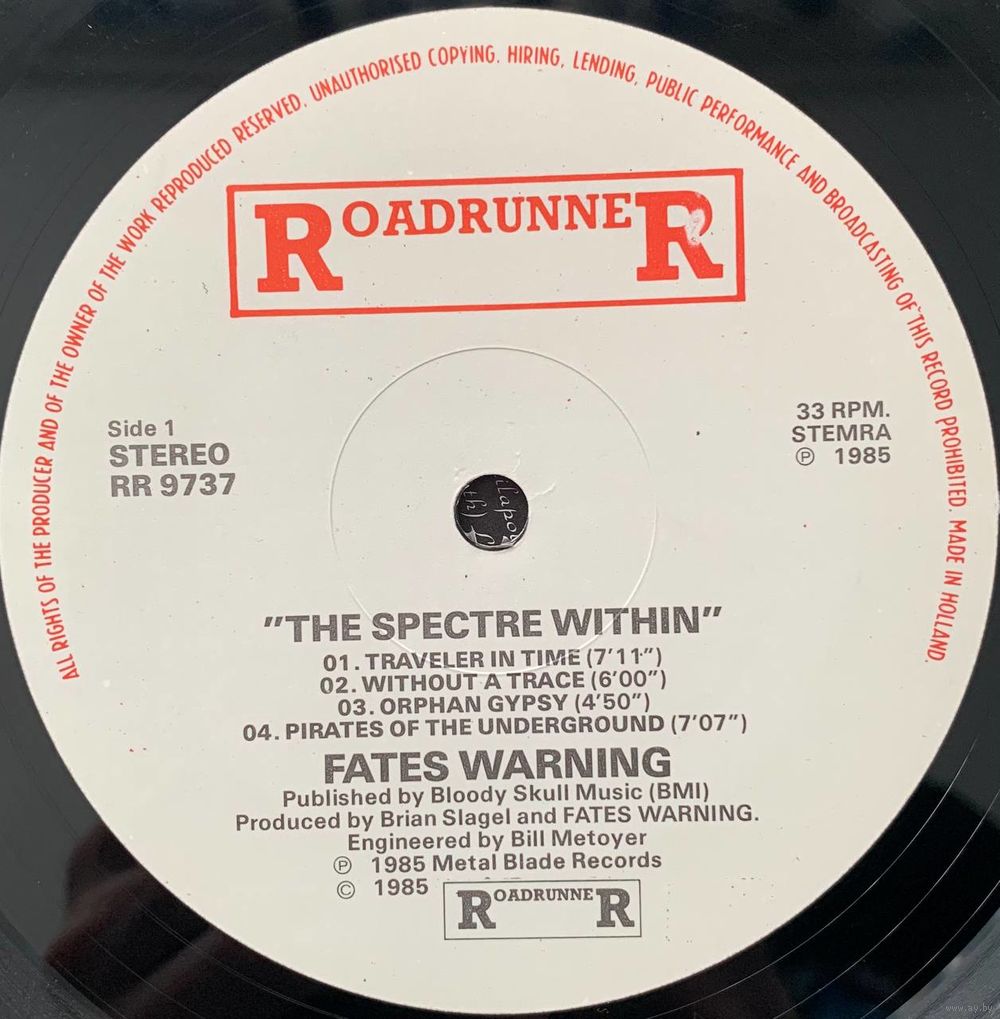 ALL RIGHTS OF THE PRODUCER AND OF THE OWNER OF THE WORK REPRODUCED RESERVED. UNAUTHORISED COPYING. HIRING, LENDING, PUBLIC PERFORMANCE AND BROADCASTING OF THIS RECORD PROHIBITED. MADE IN HOLLAND.
ROADRUNNER
Side 1
STEREO
RR 9737
33 RPM.
STEMRA
℗ 1985
"THE SPECTRE WITHIN"
01. TRAVELER IN TIME (7'11")
02. WITHOUT A TRACE (6'00")
03. ORPHAN GYPSY (4'50")
04. PIRATES OF THE UNDERGROUND (7'07")
FATES WARNING
Published by Bloody Skull Music (BMI)
Produced by Brian Slagel and FATES WARNING.
Engineered by Bill Metoyer
℗ 1985 Metal Blade Records
© 1985 ROADRUNNER
www.ay.by